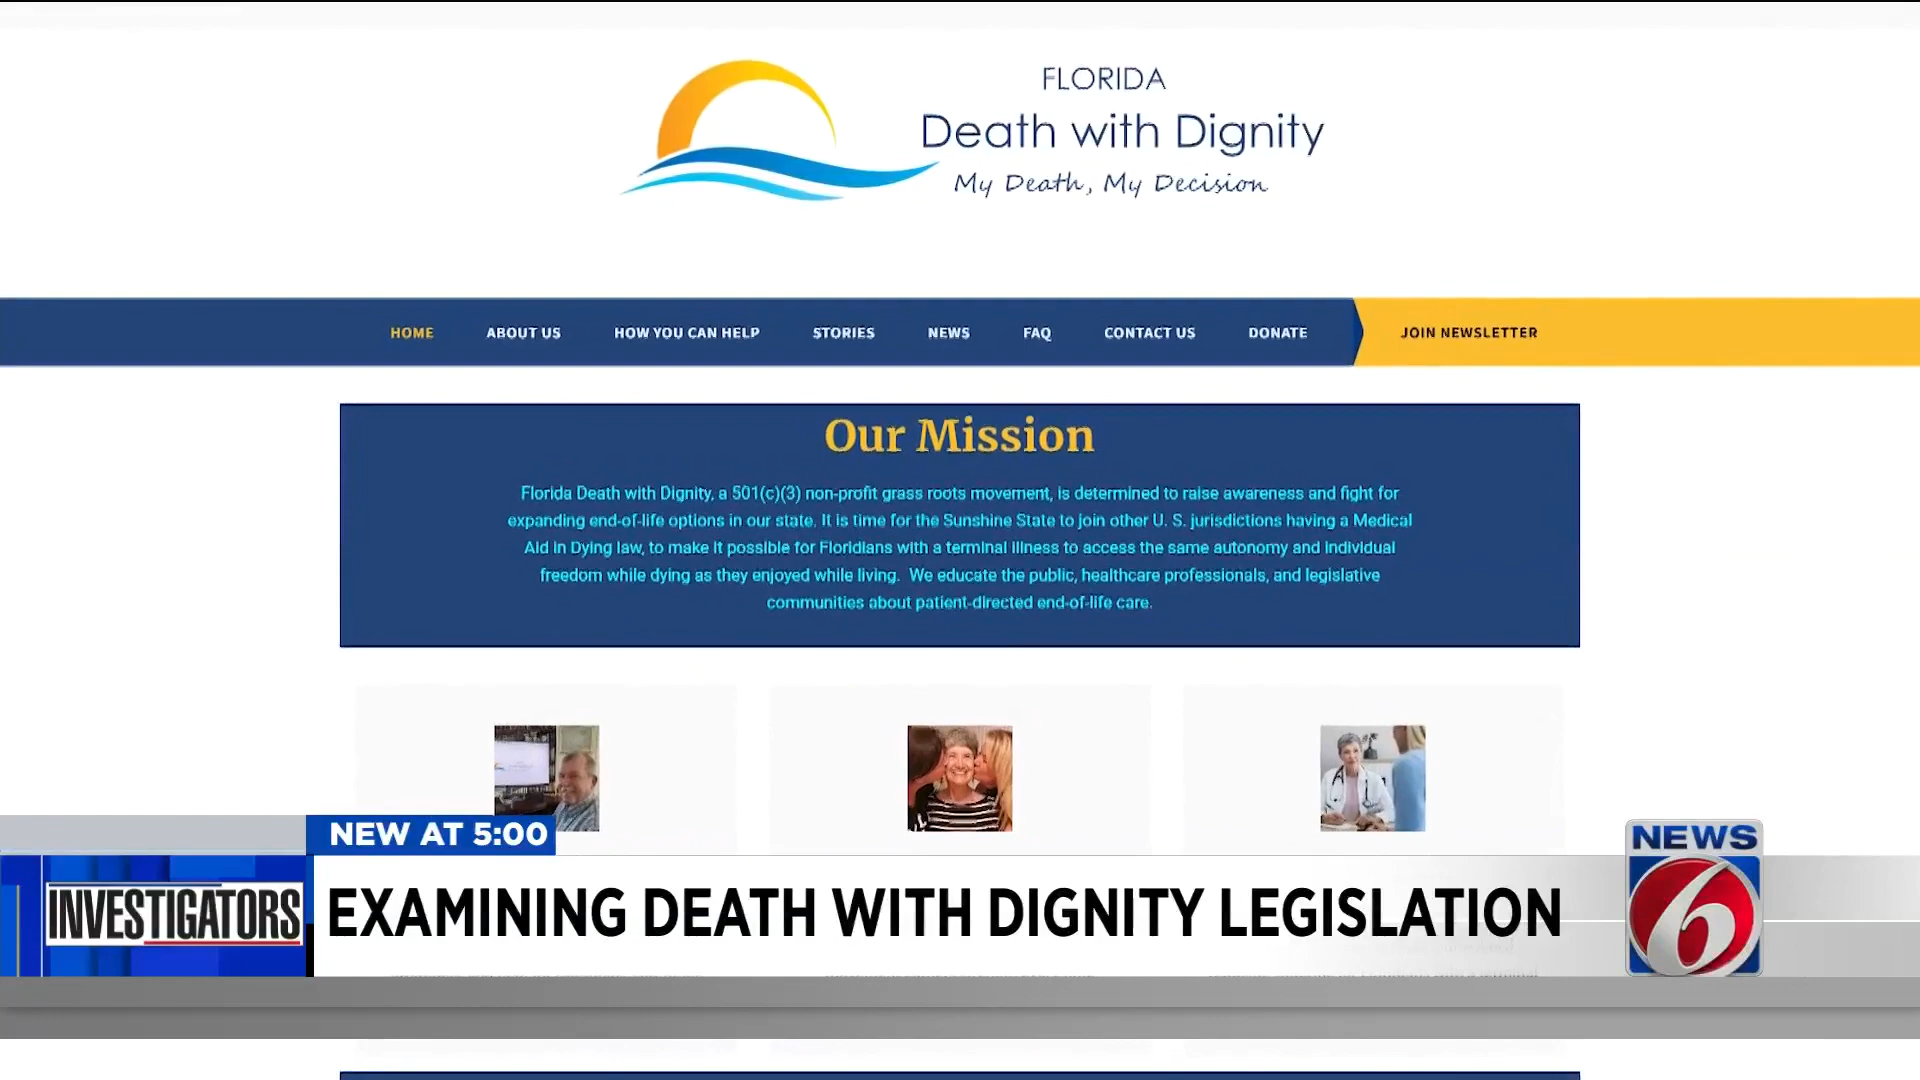 FLORIDA
Death with Dignity
My Death, My Decision
HOME ABOUT US HOW YOU CAN HELP STORIES NEWS FAQ CONTACT US DONATE JOIN NEWSLETTER
Our Mission
Florida Death with Dignity, a 501(c)(3) non-profit grass roots movement, is determined to raise awareness and fight for
expanding end-of-life options in our state. It is time for the Sunshine State to join other U. S. jurisdictions having a Medical
Aid in Dying law, to make it possible for Floridians with a terminal illness to access the same autonomy and individual
freedom while dying as they enjoyed while living. We educate the public, healthcare professionals, and legislative
communities about patient-directed end-of-life care.
NEW AT 5:00
INVESTIGATORS
EXAMINING DEATH WITH DIGNITY LEGISLATION
NEWS
6